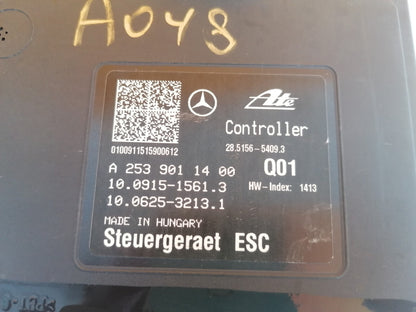 A048
Ate
Controller
0100911515900612
28.5156-5409.3
A 253 901 14 00
Q01
10.0915-1561.3
HW-Index: 1413
10.0625-3213.1
MADE IN HUNGARY
Steuergeraet ESC